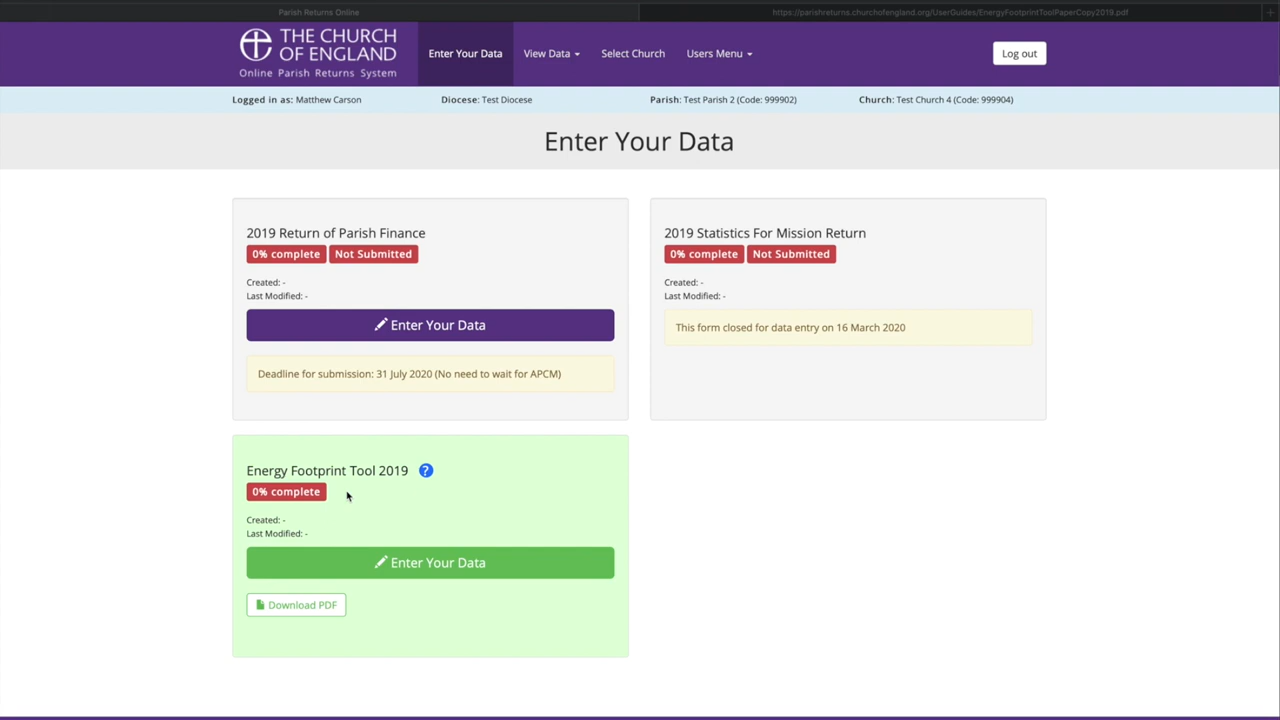 Parish Returns Online
https://parishreturns.churchofengland.org/UserGuides/EnergyFootprintToolPaperCopy2019.pdf
THE CHURCH
OF ENGLAND
Online Parish Returns System
Enter Your Data
View Data
Select Church
Users Menu
Log out
Logged in as: Matthew Carson
Diocese: Test Diocese
Parish: Test Parish 2 (Code: 999902)
Church: Test Church 4 (Code: 999904)
Enter Your Data
2019 Return of Parish Finance
0% complete Not Submitted
Created: -
Last Modified: -
Enter Your Data
Deadline for submission: 31 July 2020 (No need to wait for APCM)
2019 Statistics For Mission Return
0% complete Not Submitted
Created: -
Last Modified: -
This form closed for data entry on 16 March 2020
Energy Footprint Tool 2019 ?
0% complete
Created: -
Last Modified: -
Enter Your Data
Download PDF